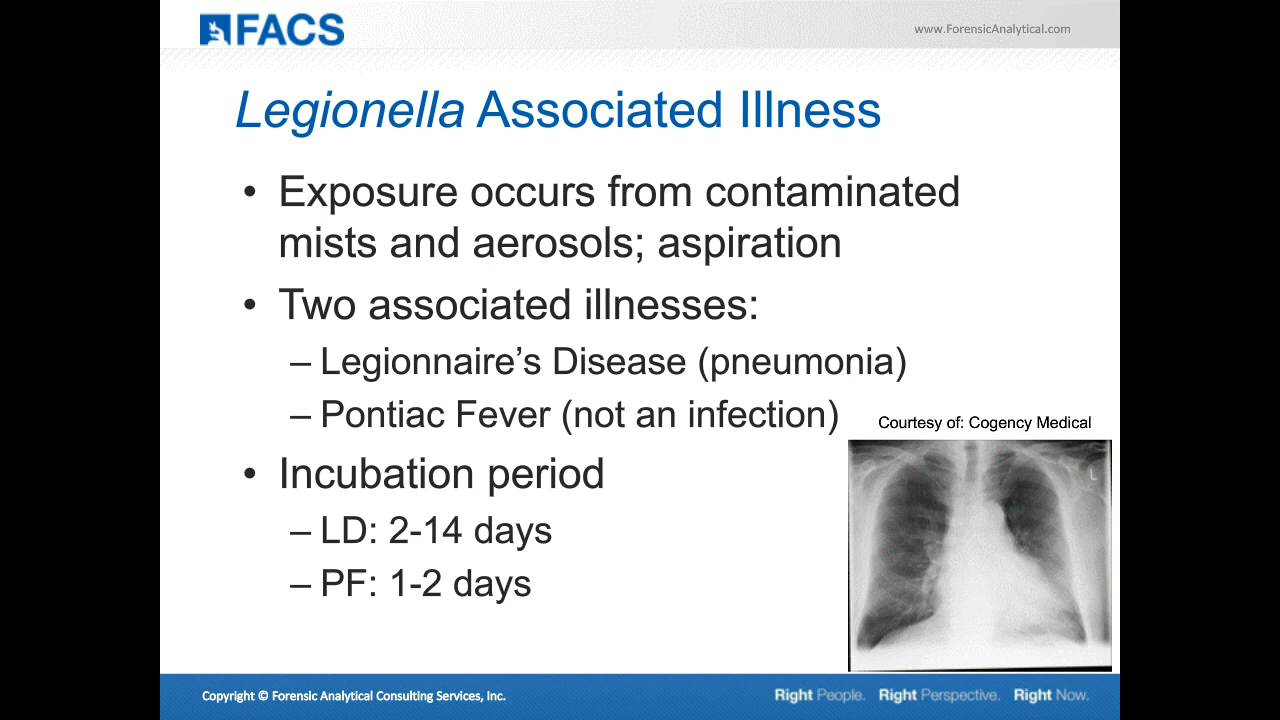 FACS
www.ForensicAnalytical.com
Legionella Associated Illness
• Exposure occurs from contaminated
mists and aerosols; aspiration
• Two associated illnesses:
– Legionnaire’s Disease (pneumonia)
– Pontiac Fever (not an infection)
Courtesy of: Cogency Medical
L
• Incubation period
– LD: 2-14 days
– PF: 1-2 days
Copyright © Forensic Analytical Consulting Services, Inc.
Right People. Right Perspective. Right Now.